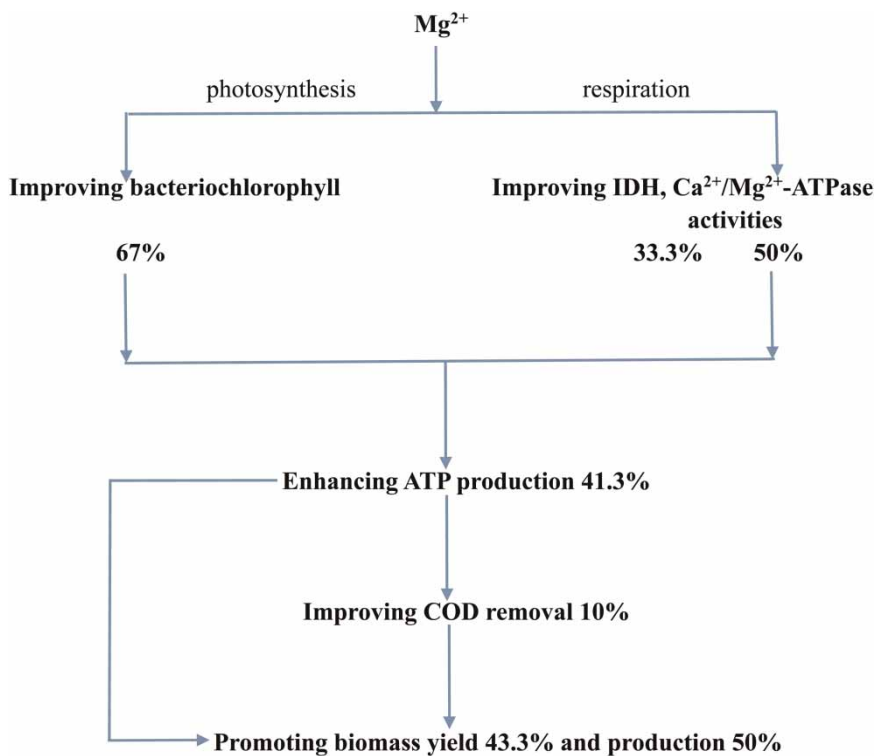 Mg²⁺
photosynthesis
respiration
Improving bacteriochlorophyll
Improving IDH, Ca²⁺/Mg²⁺-ATPase
activities
67%
33.3% 50%
Enhancing ATP production 41.3%
Improving COD removal 10%
Promoting biomass yield 43.3% and production 50%